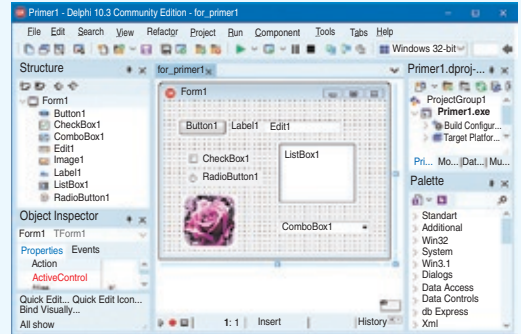 Primer1 - Delphi 10.3 Community Edition - for_primer1
File Edit Search View Refactor Project Run Component Tools Tabs Help
Windows 32-bit
Structure
Form1
Button1
CheckBox1
ComboBox1
Edit1
Image1
Label1
ListBox1
RadioButton1
Object Inspector
Form1 TForm1
Properties Events
Action
ActiveControl
Quick Edit... Quick Edit Icon...
Bind Visually...
All show
for_primer1
Form1
Button1 Label1 Edit1
CheckBox1
RadioButton1
ListBox1
ComboBox1
1: 1 Insert
History
Primer1.dproj-...
ProjectGroup1
Primer1.exe
Build Configur...
Target Platfor...
Pri... Mo...|Dat...| Mu...
Palette
Standart
Additional
Win32
System
Win3.1
Dialogs
Data Access
Data Controls
db Express
Xml